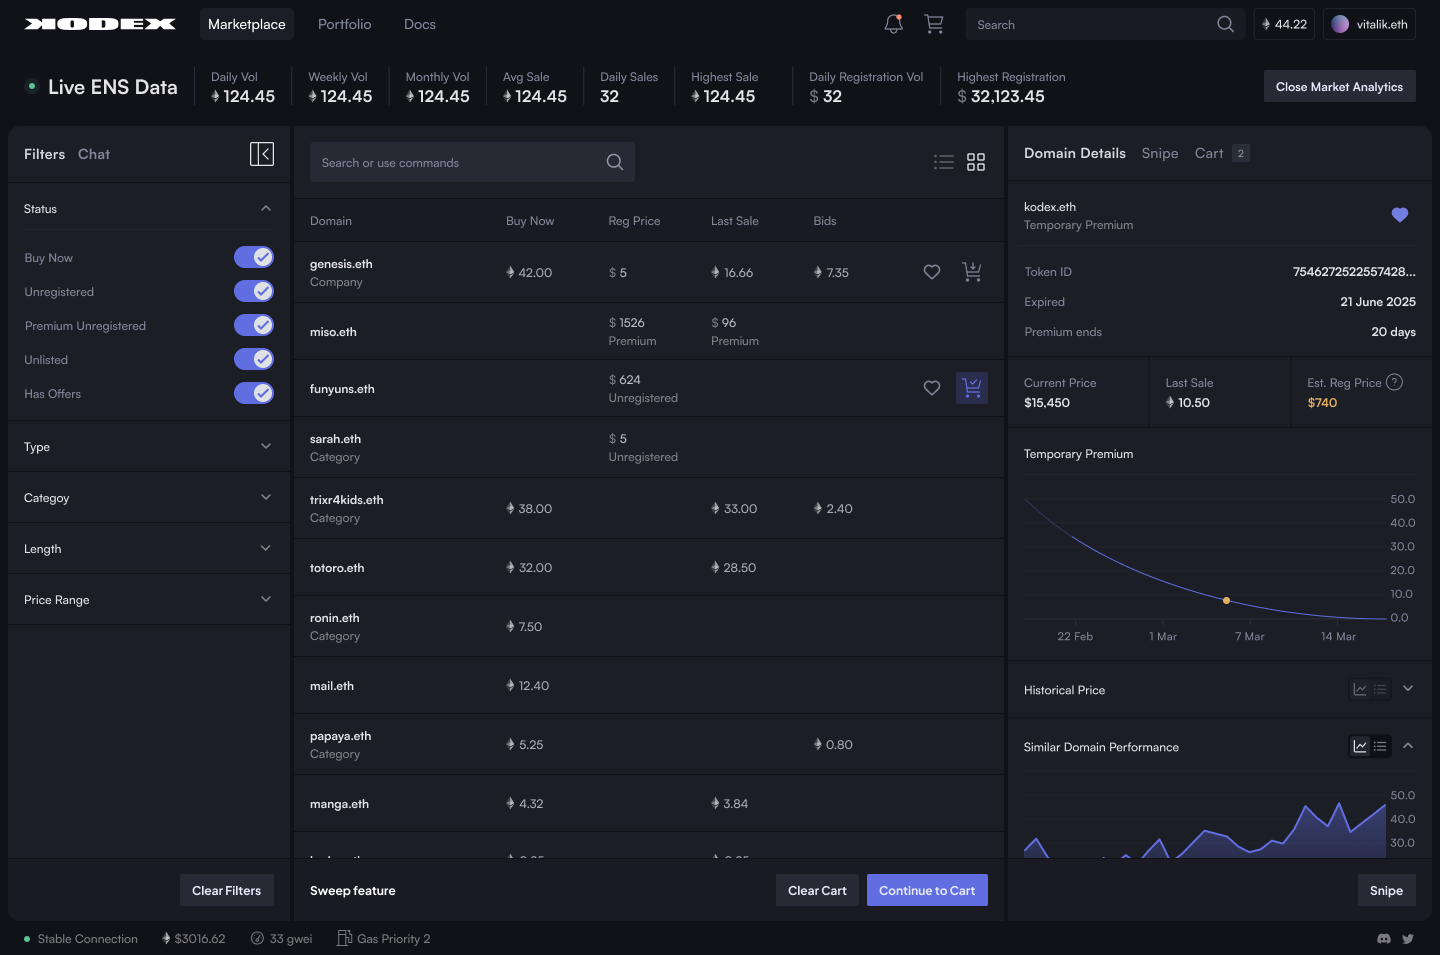 KODEX
Marketplace
Portfolio
Docs
Search
44.22
vitalik.eth
Live ENS Data
Daily Vol
124.45
Weekly Vol
124.45
Monthly Vol
124.45
Avg Sale
124.45
Daily Sales
32
Highest Sale
124.45
Daily Registration Vol
$ 32
Highest Registration
$ 32,123.45
Close Market Analytics
Filters
Chat
Status
Buy Now
Unregistered
Premium Unregistered
Unlisted
Has Offers
Type
Categoy
Length
Price Range
Clear Filters
Search or use commands
Domain
Buy Now
Reg Price
Last Sale
Bids
genesis.eth
Company
42.00
$ 5
16.66
7.35
miso.eth
$ 1526
Premium
$ 96
Premium
funyuns.eth
$ 624
Unregistered
sarah.eth
Category
$ 5
Unregistered
trixr4kids.eth
Category
38.00
33.00
2.40
totoro.eth
32.00
28.50
ronin.eth
Category
7.50
mail.eth
12.40
papaya.eth
Category
5.25
0.80
manga.eth
4.32
3.84
Sweep feature
Clear Cart
Continue to Cart
Domain Details
Snipe
Cart
2
kodex.eth
Temporary Premium
Token ID
7546272522557428...
Expired
21 June 2025
Premium ends
20 days
Current Price
$15,450
Last Sale
10.50
Est. Reg Price ?
$740
Temporary Premium
50.0
40.0
30.0
20.0
10.0
0.0
22 Feb
1 Mar
7 Mar
14 Mar
Historical Price
Similar Domain Performance
50.0
40.0
30.0
Snipe
Stable Connection
$3016.62
33 gwei
Gas Priority 2